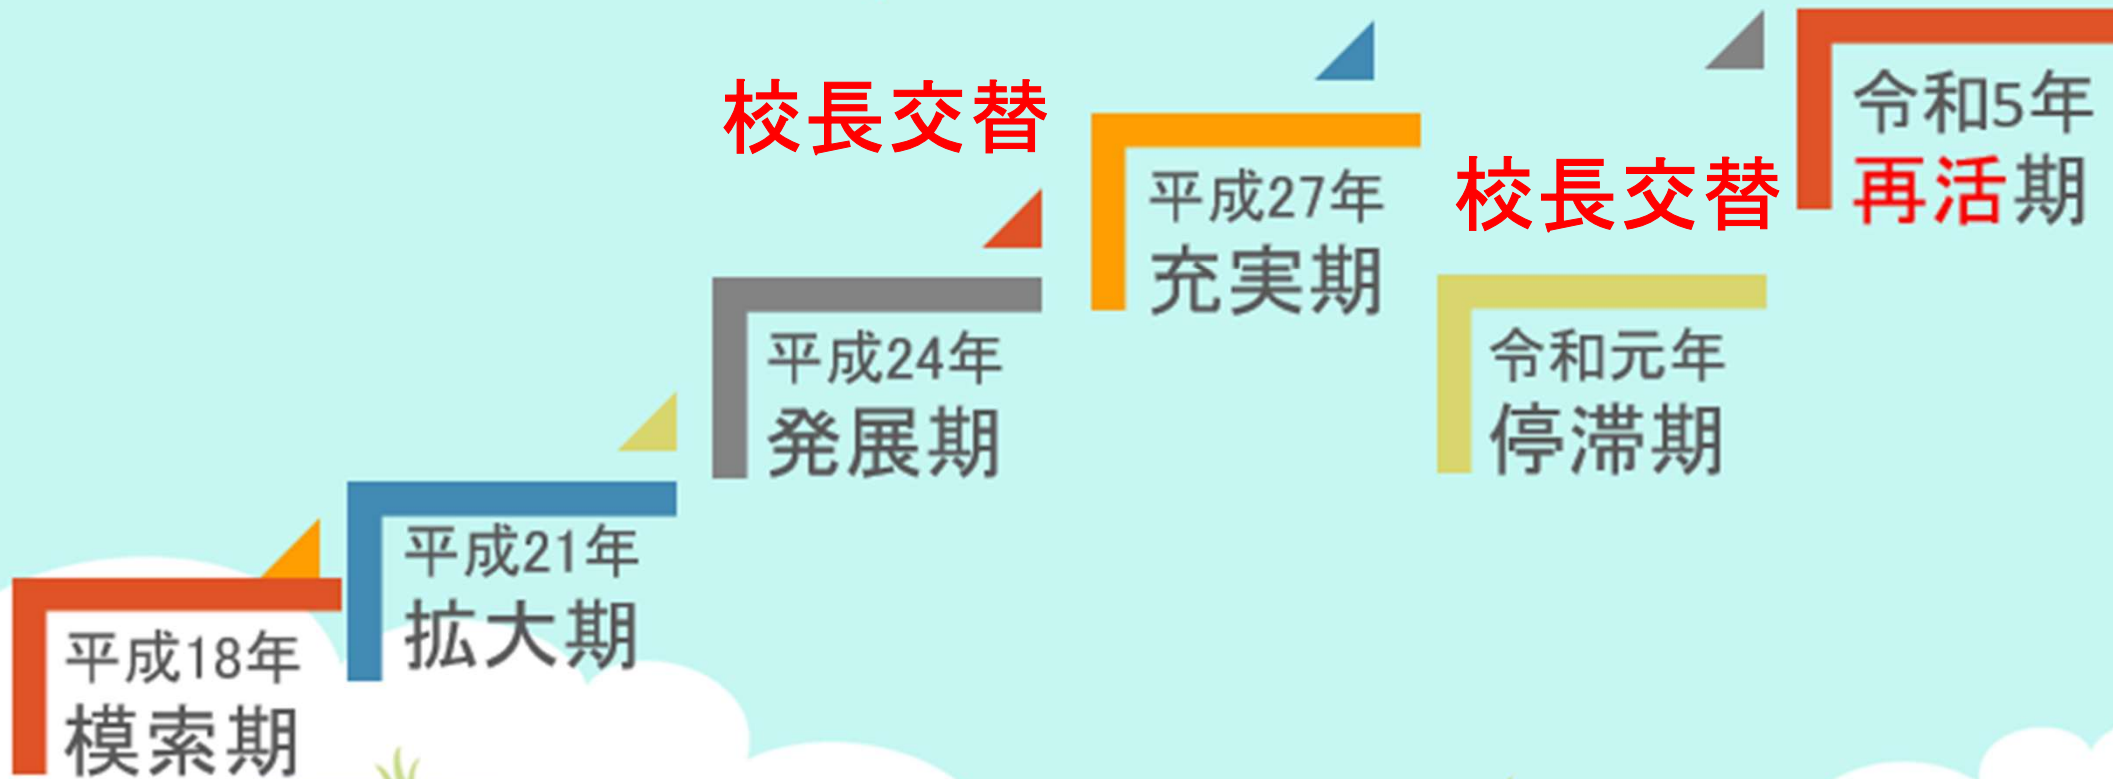 平成18年
模索期
平成21年
拡大期
平成24年
発展期
校長交替
平成27年
充実期
令和元年
停滞期
校長交替
令和5年
再活期